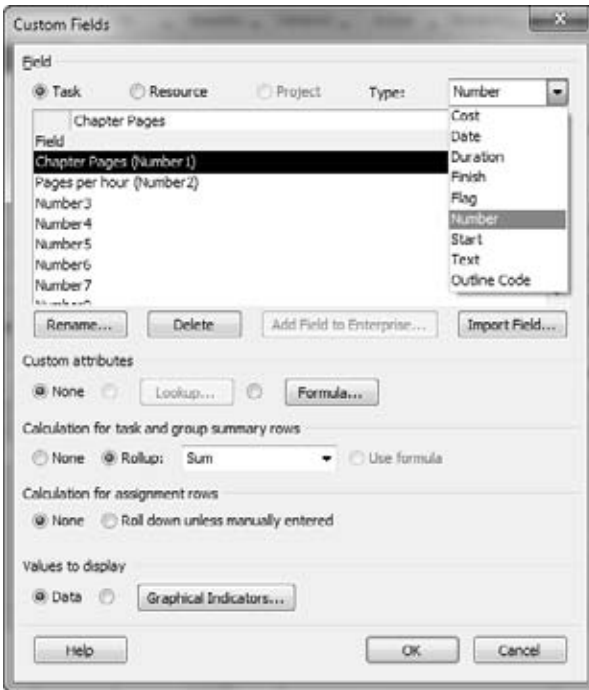 Custom Fields
Field
Task Resource Project Type: Number
Chapter Pages
Field
Chapter Pages (Number1)
Pages per hour (Number2)
Number3
Number4
Number5
Number6
Number7
Cost
Date
Duration
Finish
Flag
Number
Start
Text
Outline Code
Rename... Delete Add Field to Enterprise... Import Field...
Custom attributes
None Lookup... Formula...
Calculation for task and group summary rows
None Rollup: Sum Use formula
Calculation for assignment rows
None Roll down unless manually entered
Values to display
Data Graphical Indicators...
Help OK Cancel